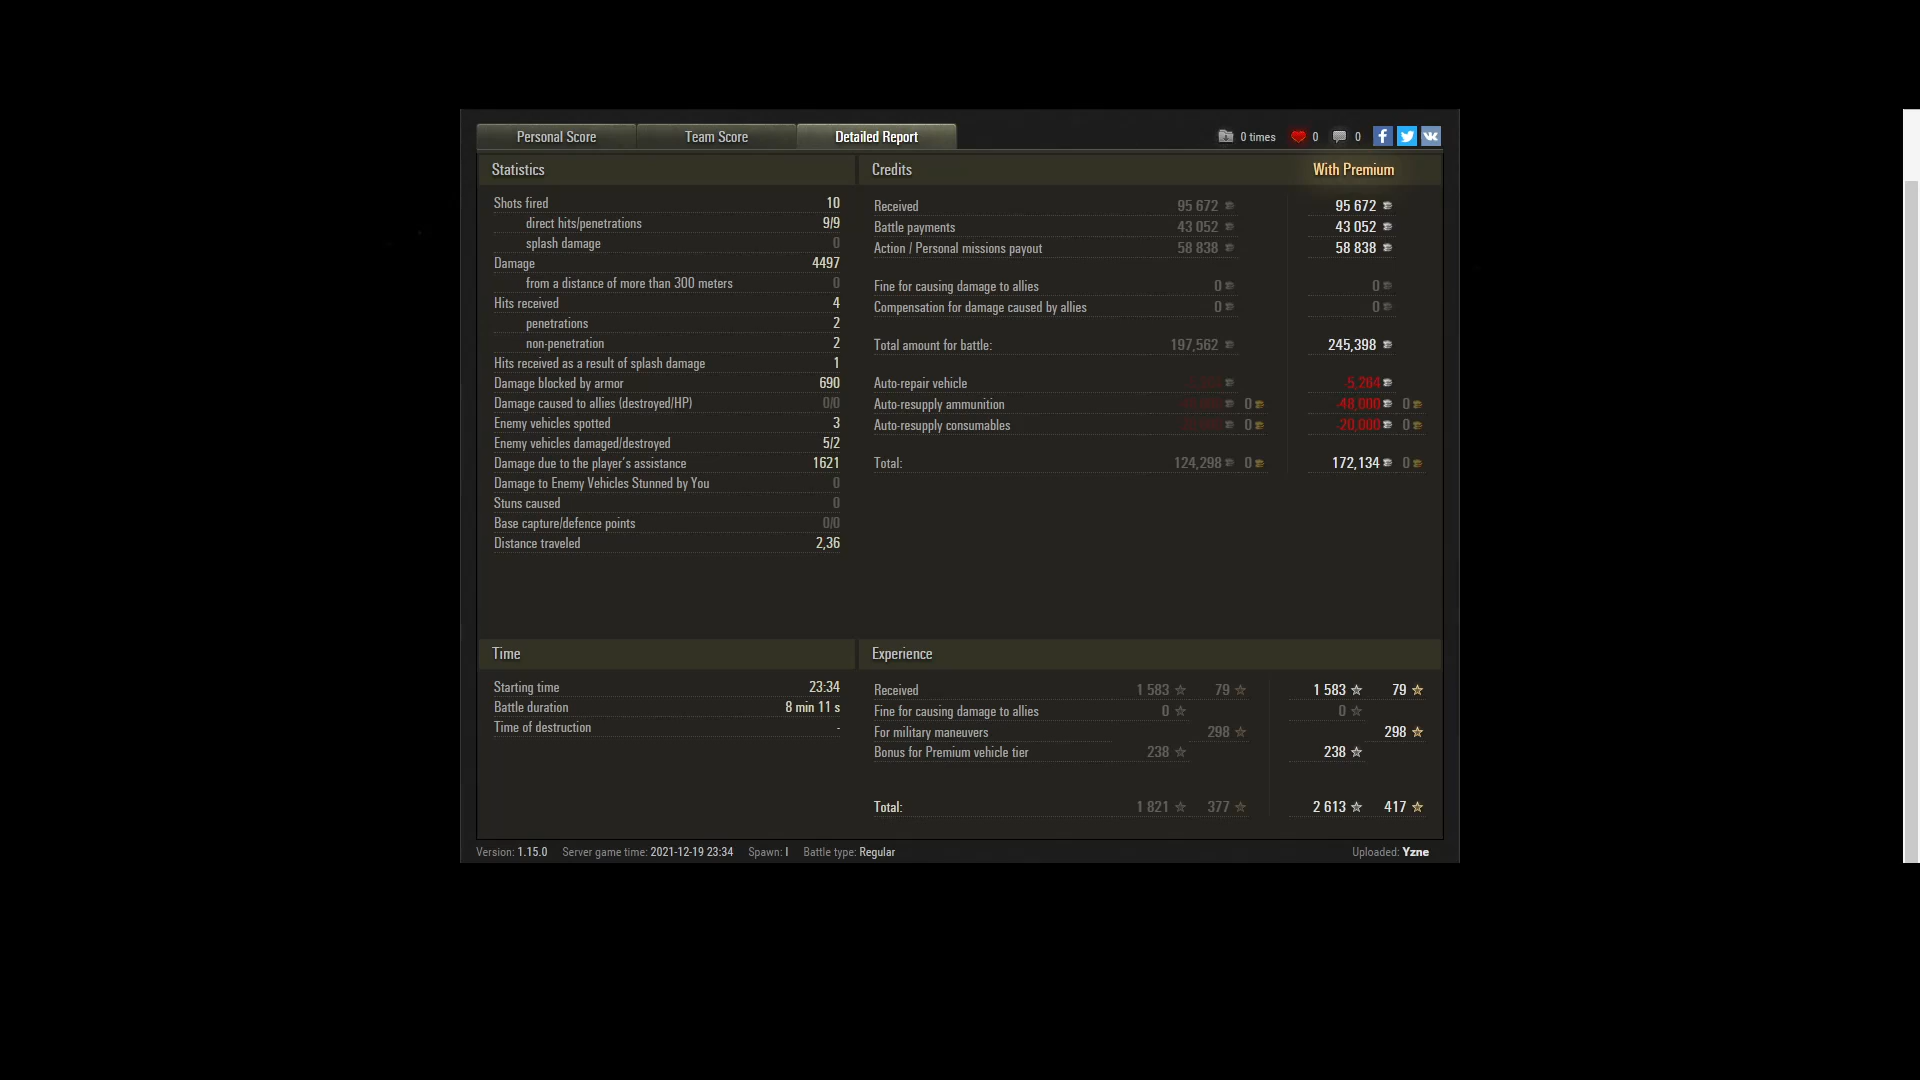 Personal Score Team Score Detailed Report 0 times 0 0
Statistics
Shots fired 10
direct hits/penetrations 9/9
splash damage 0
Damage 4497
from a distance of more than 300 meters 0
Hits received 4
penetrations 2
non-penetration 2
Hits received as a result of splash damage 1
Damage blocked by armor 690
Damage caused to allies (destroyed/HP) 0/0
Enemy vehicles spotted 3
Enemy vehicles damaged/destroyed 5/2
Damage due to the player's assistance 1621
Damage to Enemy Vehicles Stunned by You 0
Stuns caused 0
Base capture/defence points 0/0
Distance traveled 2,36
Credits With Premium
Received 95 672 95 672
Battle payments 43 052 43 052
Action / Personal missions payout 58 838 58 838
Fine for causing damage to allies 0 0
Compensation for damage caused by allies 0 0
Total amount for battle: 197,562 245,398
Auto-repair vehicle -5,264
Auto-resupply ammunition 0 -48,000 0
Auto-resupply consumables 0 -20,000 0
Total: 124,298 0 172,134 0
Time
Starting time 23:34
Battle duration 8 min 11 s
Time of destruction -
Experience
Received 1 583 79 1 583 79
Fine for causing damage to allies 0 0
For military maneuvers 298 298
Bonus for Premium vehicle tier 238 238
Total: 1 821 377 2 613 417
Version: 1.15.0 Server game time: 2021-12-19 23:34 Spawn: I Battle type: Regular Uploaded: Yzne